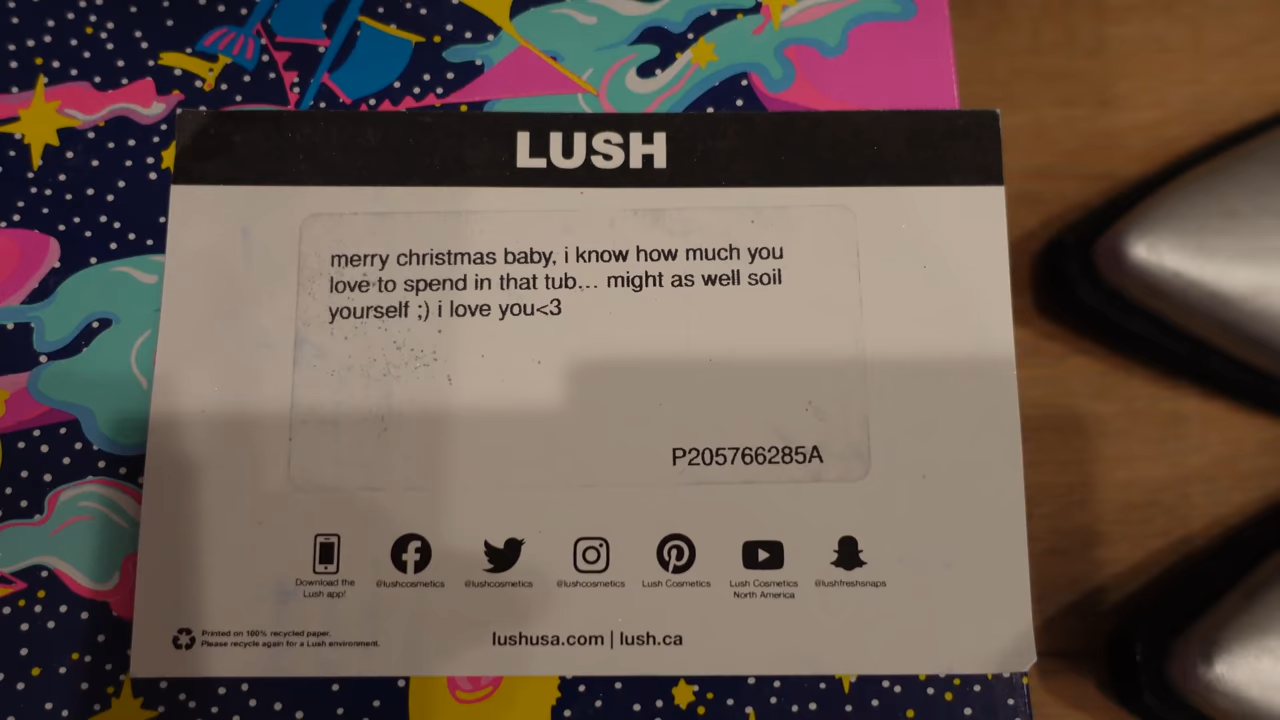 LUSH
merry christmas baby, i know how much you
love to spend in that tub... might as well soil
yourself ;) i love you<3
P205766285A
Download the
Lush app!
@lushcosmetics
@lushcosmetics
@lushcosmetics
Lush Cosmetics
Lush Cosmetics
North America
@lushfreshsnaps
Printed on 100% recycled paper.
Please recycle again for a Lush environment.
lushusa.com | lush.ca